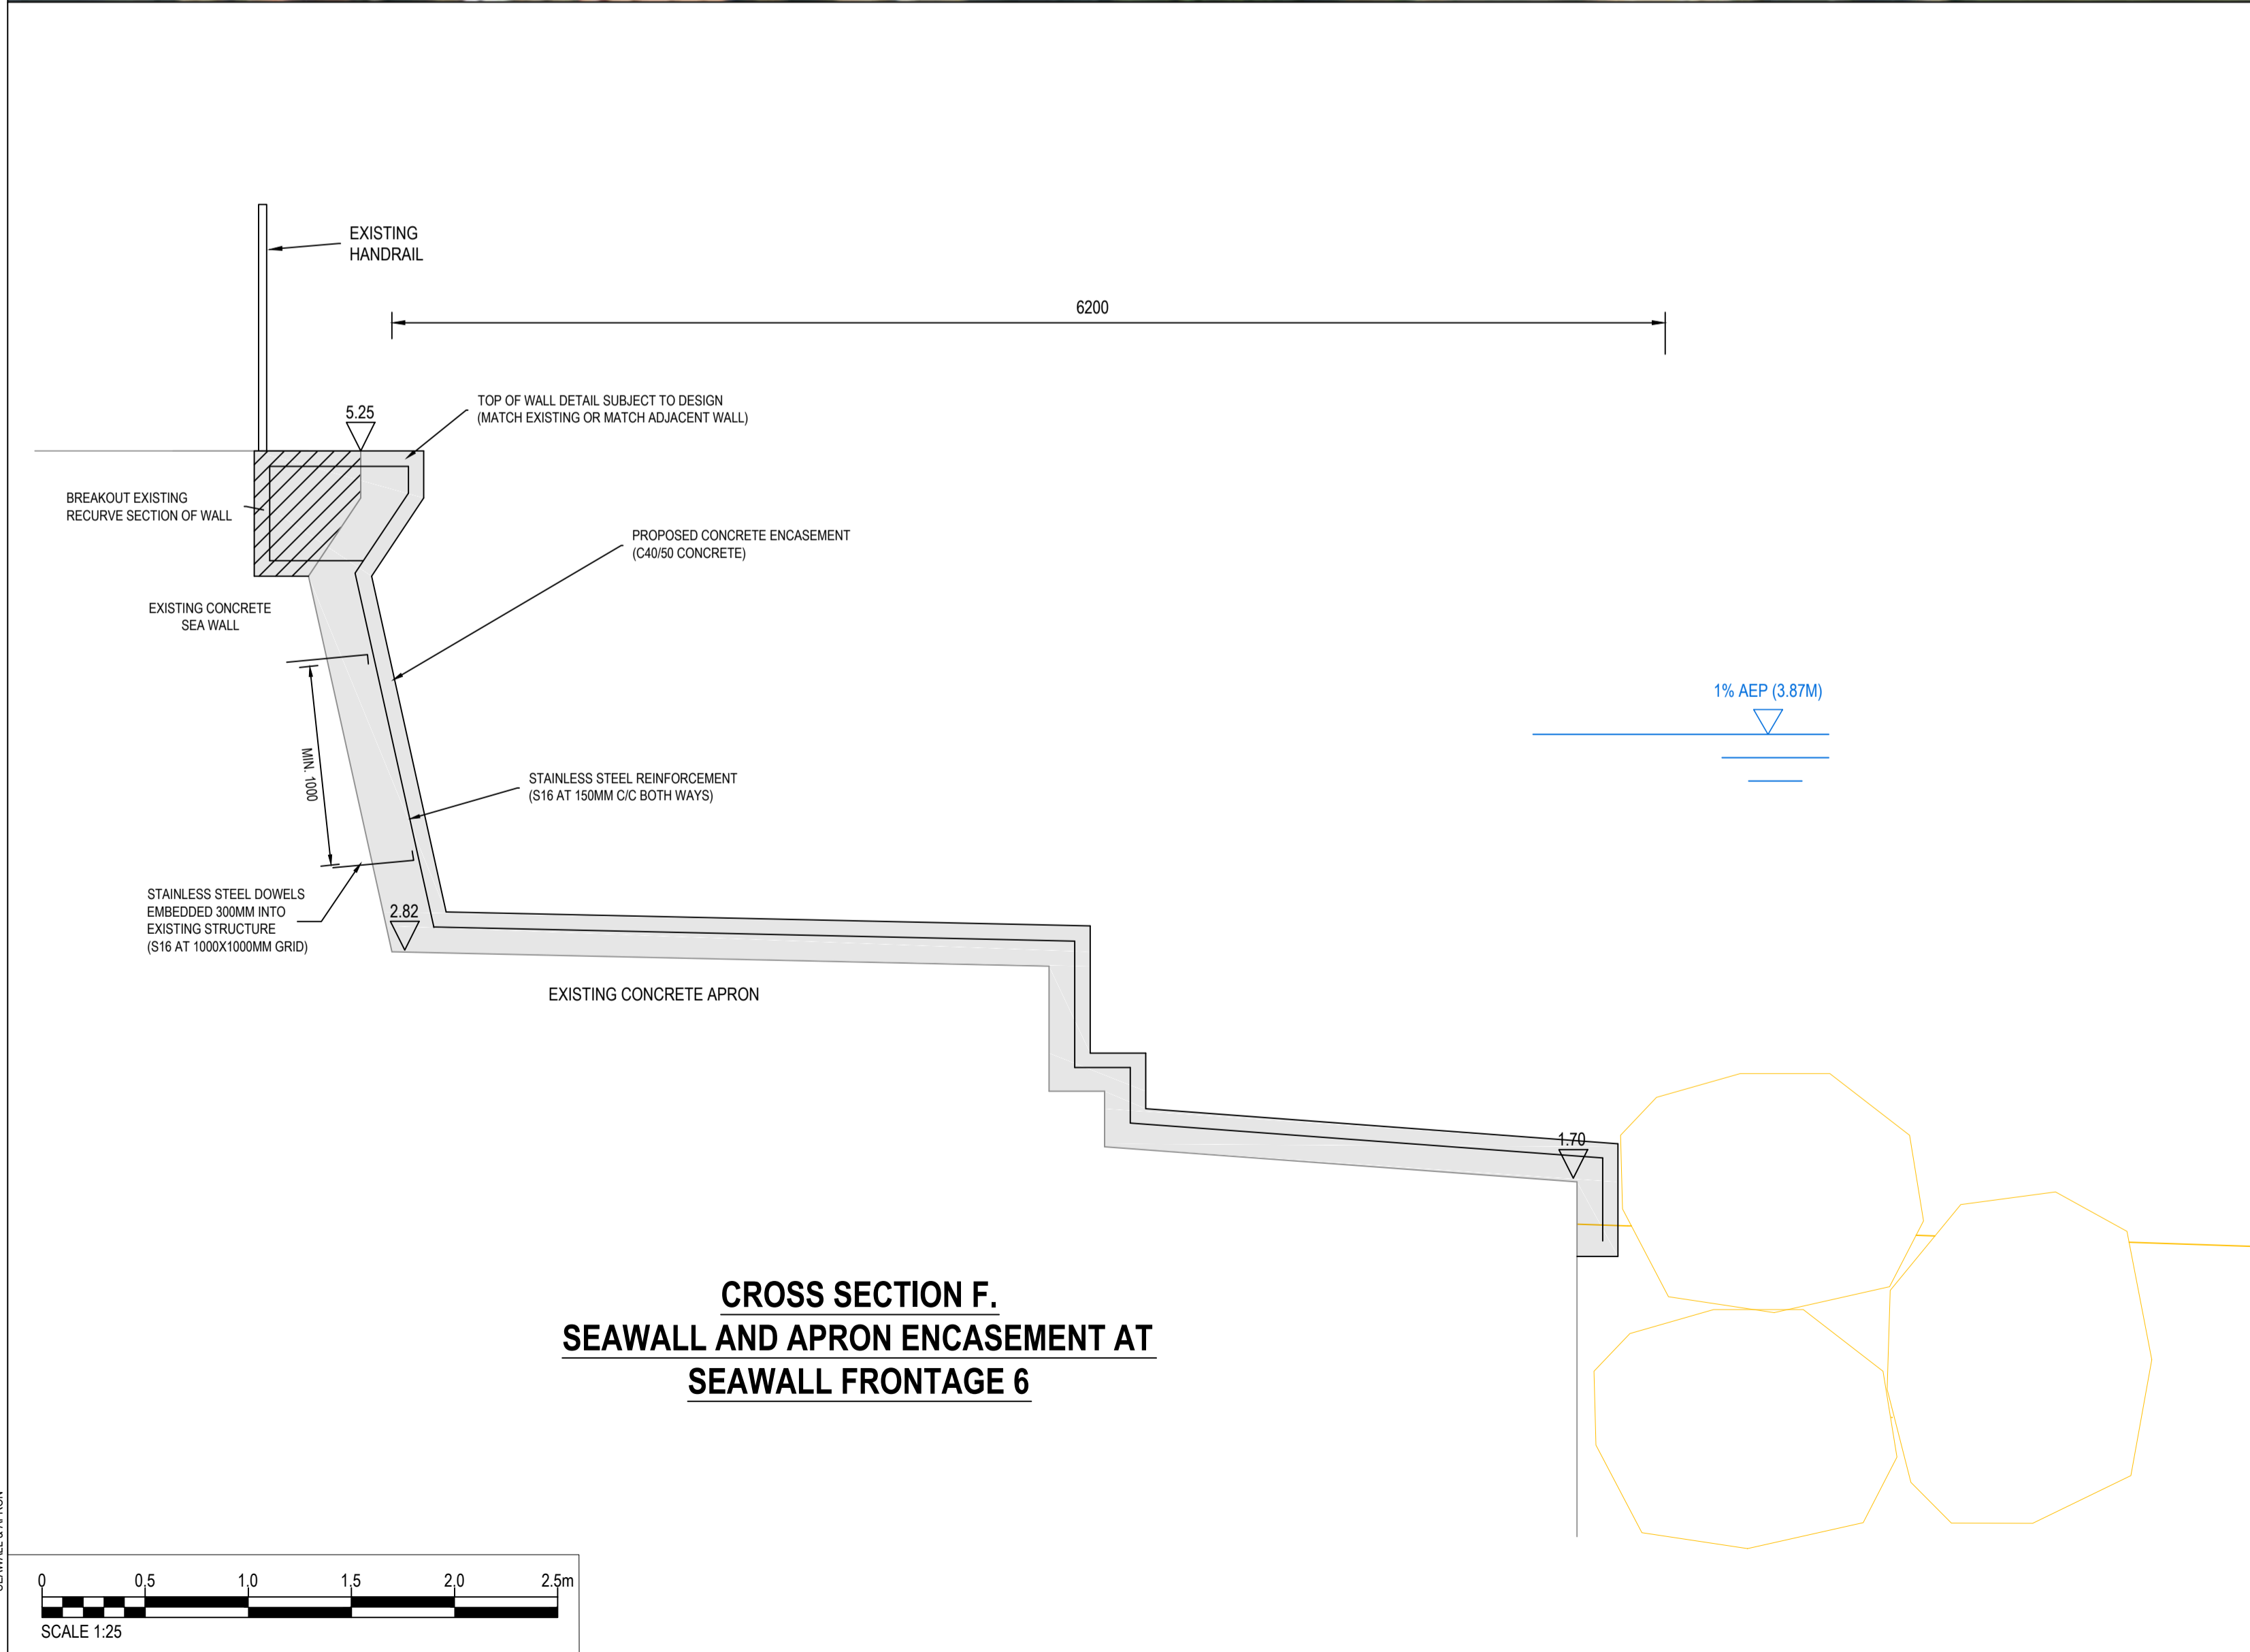 EXISTING
HANDRAIL
6200
5.25
TOP OF WALL DETAIL SUBJECT TO DESIGN
(MATCH EXISTING OR MATCH ADJACENT WALL)
BREAKOUT EXISTING
RECURVE SECTION OF WALL
PROPOSED CONCRETE ENCASEMENT
(C40/50 CONCRETE)
EXISTING CONCRETE
SEA WALL
1% AEP (3.87M)
MIN. 1000
STAINLESS STEEL REINFORCEMENT
(S16 AT 150MM C/C BOTH WAYS)
STAINLESS STEEL DOWELS
EMBEDDED 300MM INTO
EXISTING STRUCTURE
(S16 AT 1000X1000MM GRID)
2.82
EXISTING CONCRETE APRON
1.70
CROSS SECTION F.
SEAWALL AND APRON ENCASEMENT AT
SEAWALL FRONTAGE 6
0 0.5 1.0 1.5 2.0 2.5m
SCALE 1:25